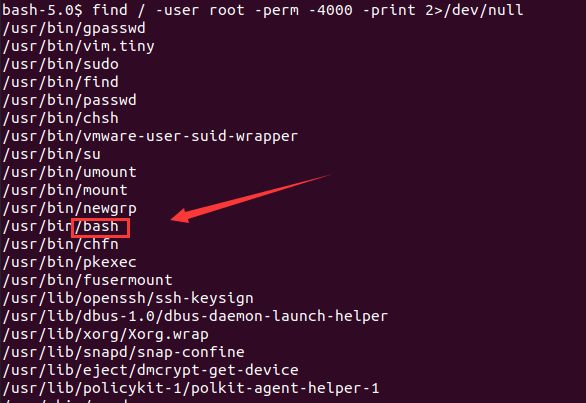 bash-5.0$ find / -user root -perm -4000 -print 2>/dev/null
/usr/bin/gpasswd
/usr/bin/vim.tiny
/usr/bin/sudo
/usr/bin/find
/usr/bin/passwd
/usr/bin/chsh
/usr/bin/vmware-user-suid-wrapper
/usr/bin/su
/usr/bin/umount
/usr/bin/mount
/usr/bin/newgrp
/usr/bin/bash
/usr/bin/chfn
/usr/bin/pkexec
/usr/bin/fusermount
/usr/lib/openssh/ssh-keysign
/usr/lib/dbus-1.0/dbus-daemon-launch-helper
/usr/lib/xorg/Xorg.wrap
/usr/lib/snapd/snap-confine
/usr/lib/eject/dmcrypt-get-device
/usr/lib/policykit-1/polkit-agent-helper-1